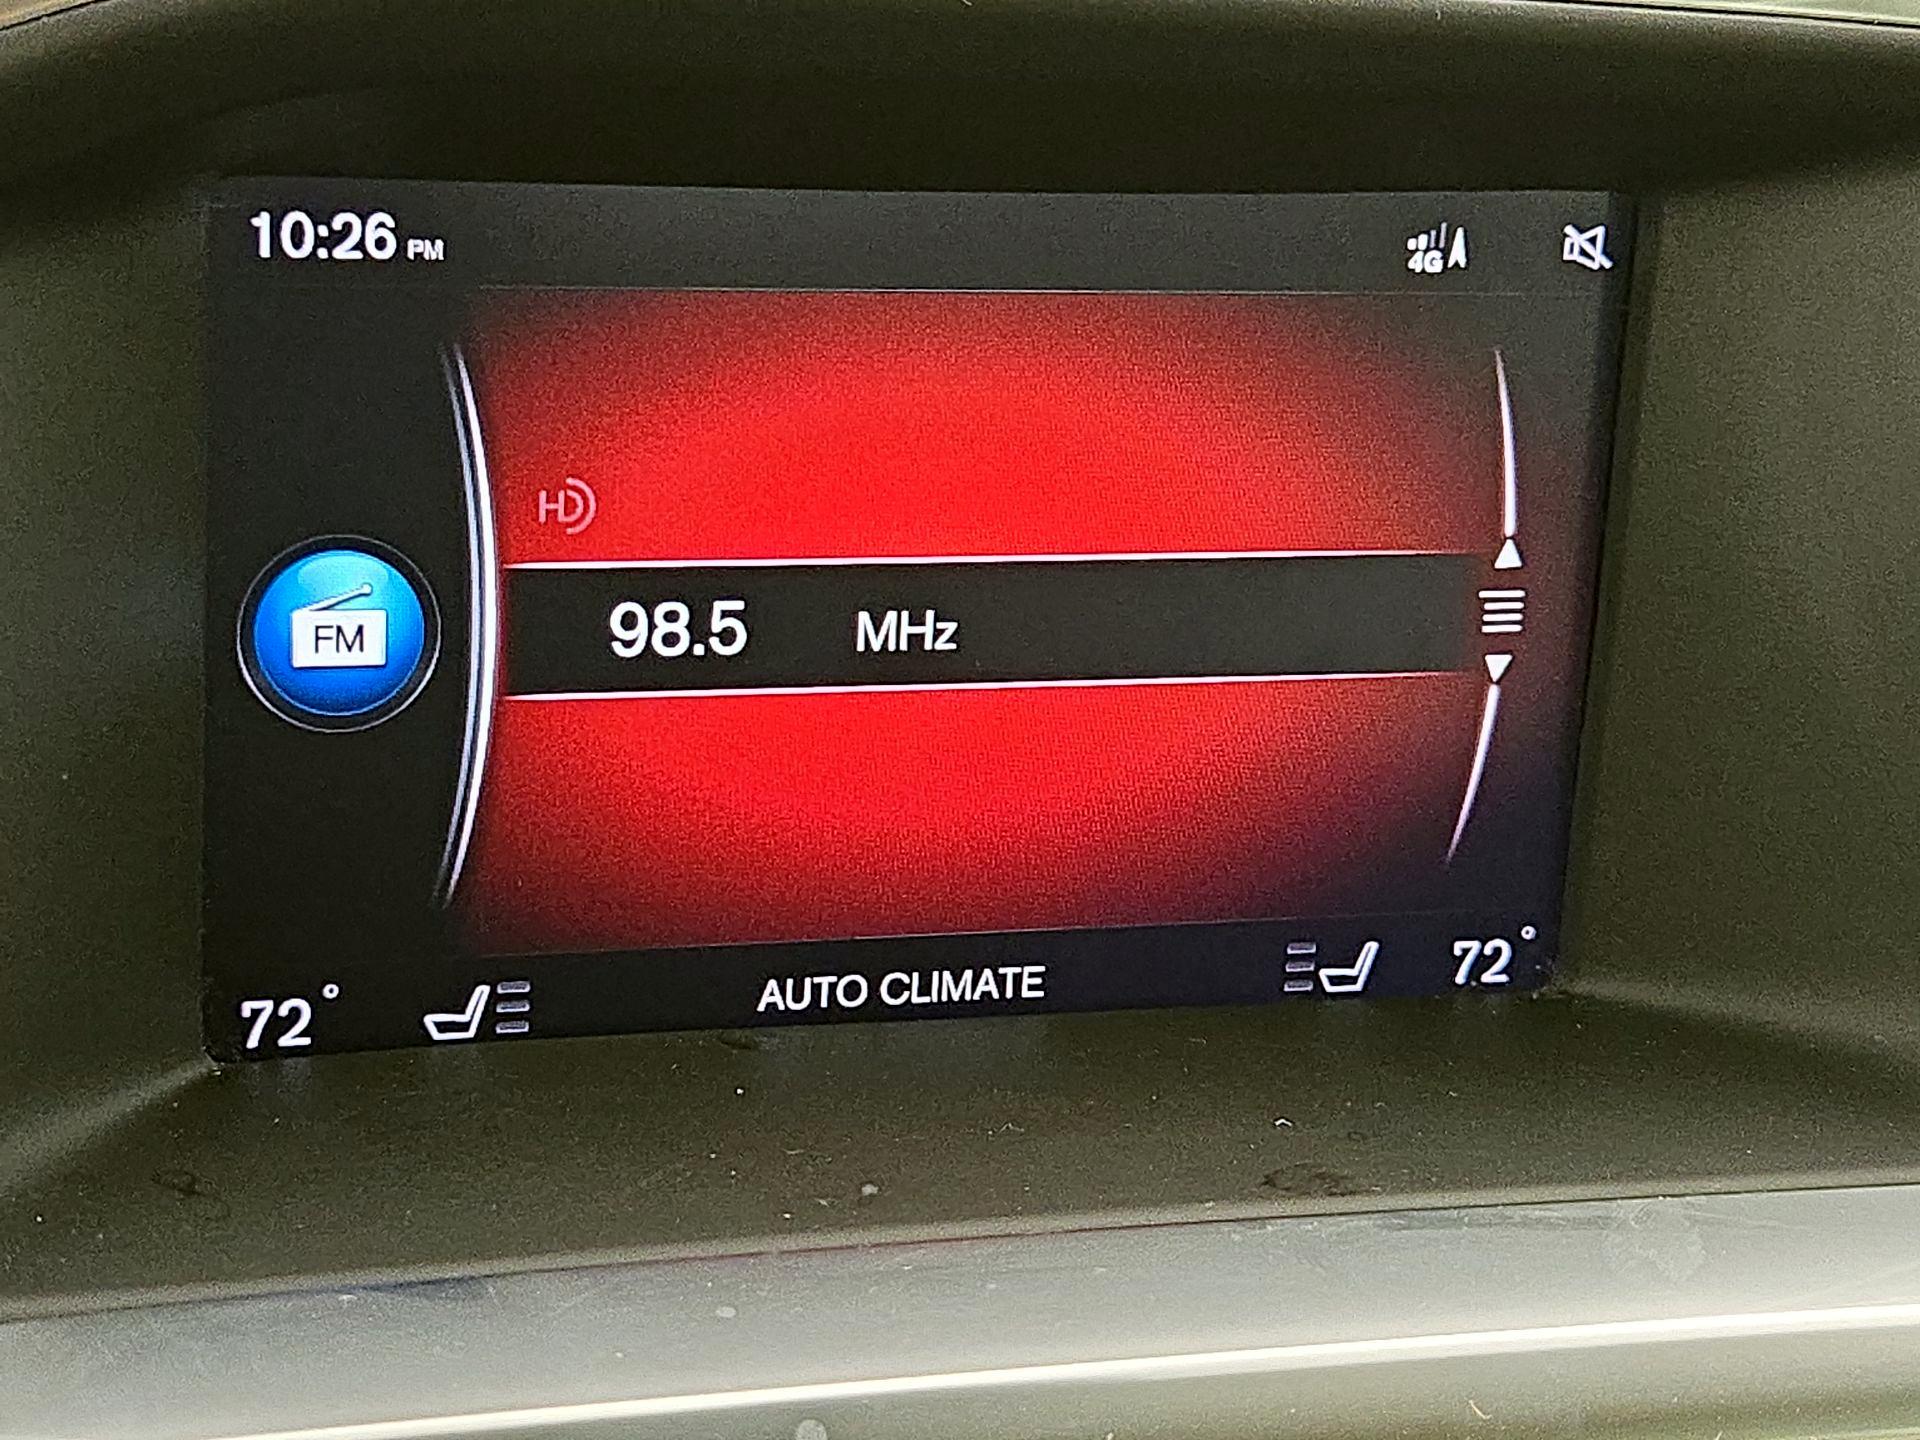 10:26 PM
4G
HD
FM
98.5 MHz
72° AUTO CLIMATE 72°